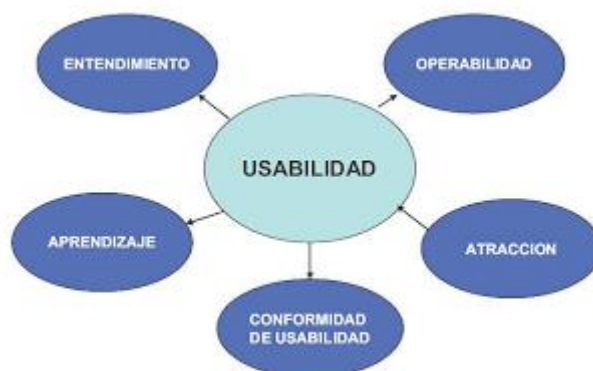 ENTENDIMIENTO
OPERABILIDAD
USABILIDAD
APRENDIZAJE
ATRACCION
CONFORMIDAD
DE USABILIDAD